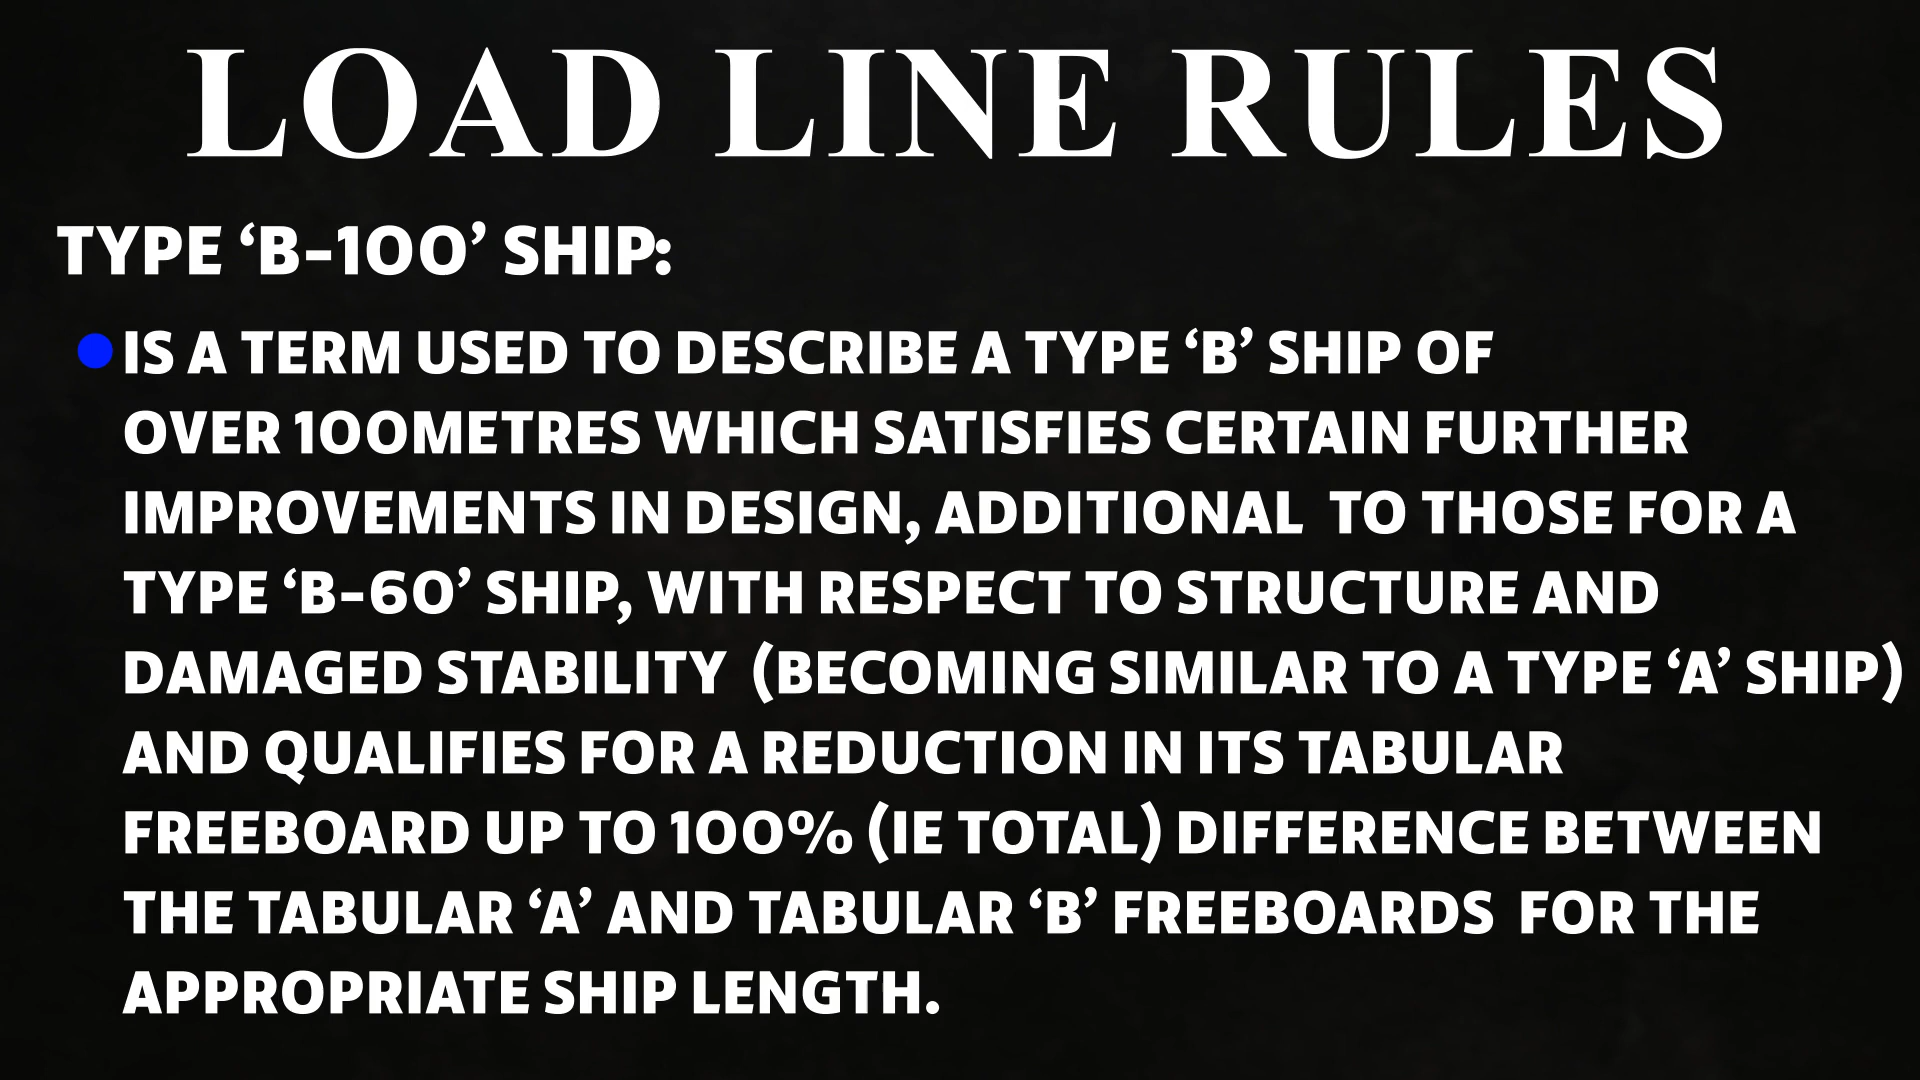 LOAD LINE RULES
TYPE ‘B-100’ SHIP:
IS A TERM USED TO DESCRIBE A TYPE ‘B’ SHIP OF
OVER 100METRES WHICH SATISFIES CERTAIN FURTHER
IMPROVEMENTS IN DESIGN, ADDITIONAL  TO THOSE FOR A
TYPE ‘B-60’ SHIP, WITH RESPECT TO STRUCTURE AND
DAMAGED STABILITY  (BECOMING SIMILAR TO A TYPE ‘A’ SHIP)
AND QUALIFIES FOR A REDUCTION IN ITS TABULAR
FREEBOARD UP TO 100% (IE TOTAL) DIFFERENCE BETWEEN
THE TABULAR ‘A’ AND TABULAR ‘B’ FREEBOARDS  FOR THE
APPROPRIATE SHIP LENGTH.